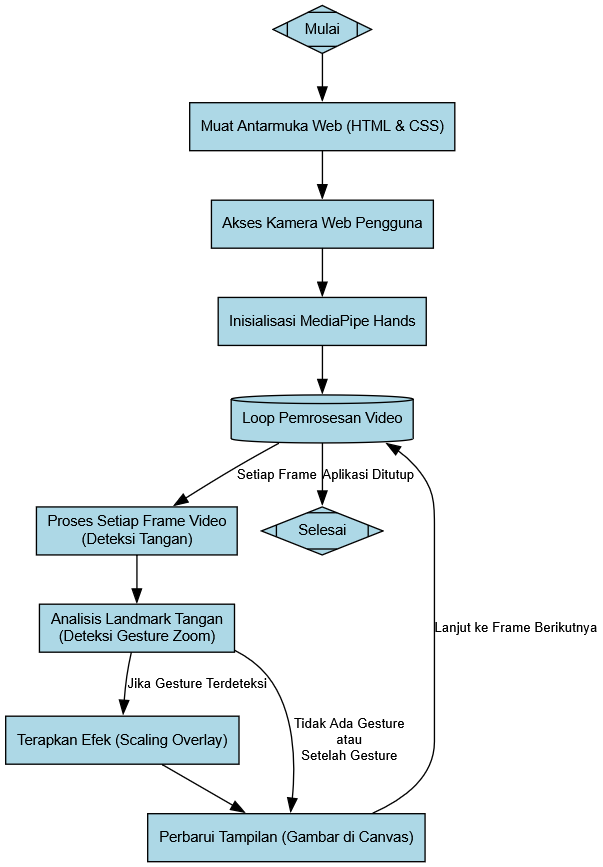 Mulai
Muat Antarmuka Web (HTML & CSS)
Akses Kamera Web Pengguna
Inisialisasi MediaPipe Hands
Loop Pemrosesan Video
Setiap Frame
Aplikasi Ditutup
Proses Setiap Frame Video
(Deteksi Tangan)
Selesai
Analisis Landmark Tangan
(Deteksi Gesture Zoom)
Lanjut ke Frame Berikutnya
Jika Gesture Terdeteksi
Tidak Ada Gesture
atau
Setelah Gesture
Terapkan Efek (Scaling Overlay)
Perbarui Tampilan (Gambar di Canvas)